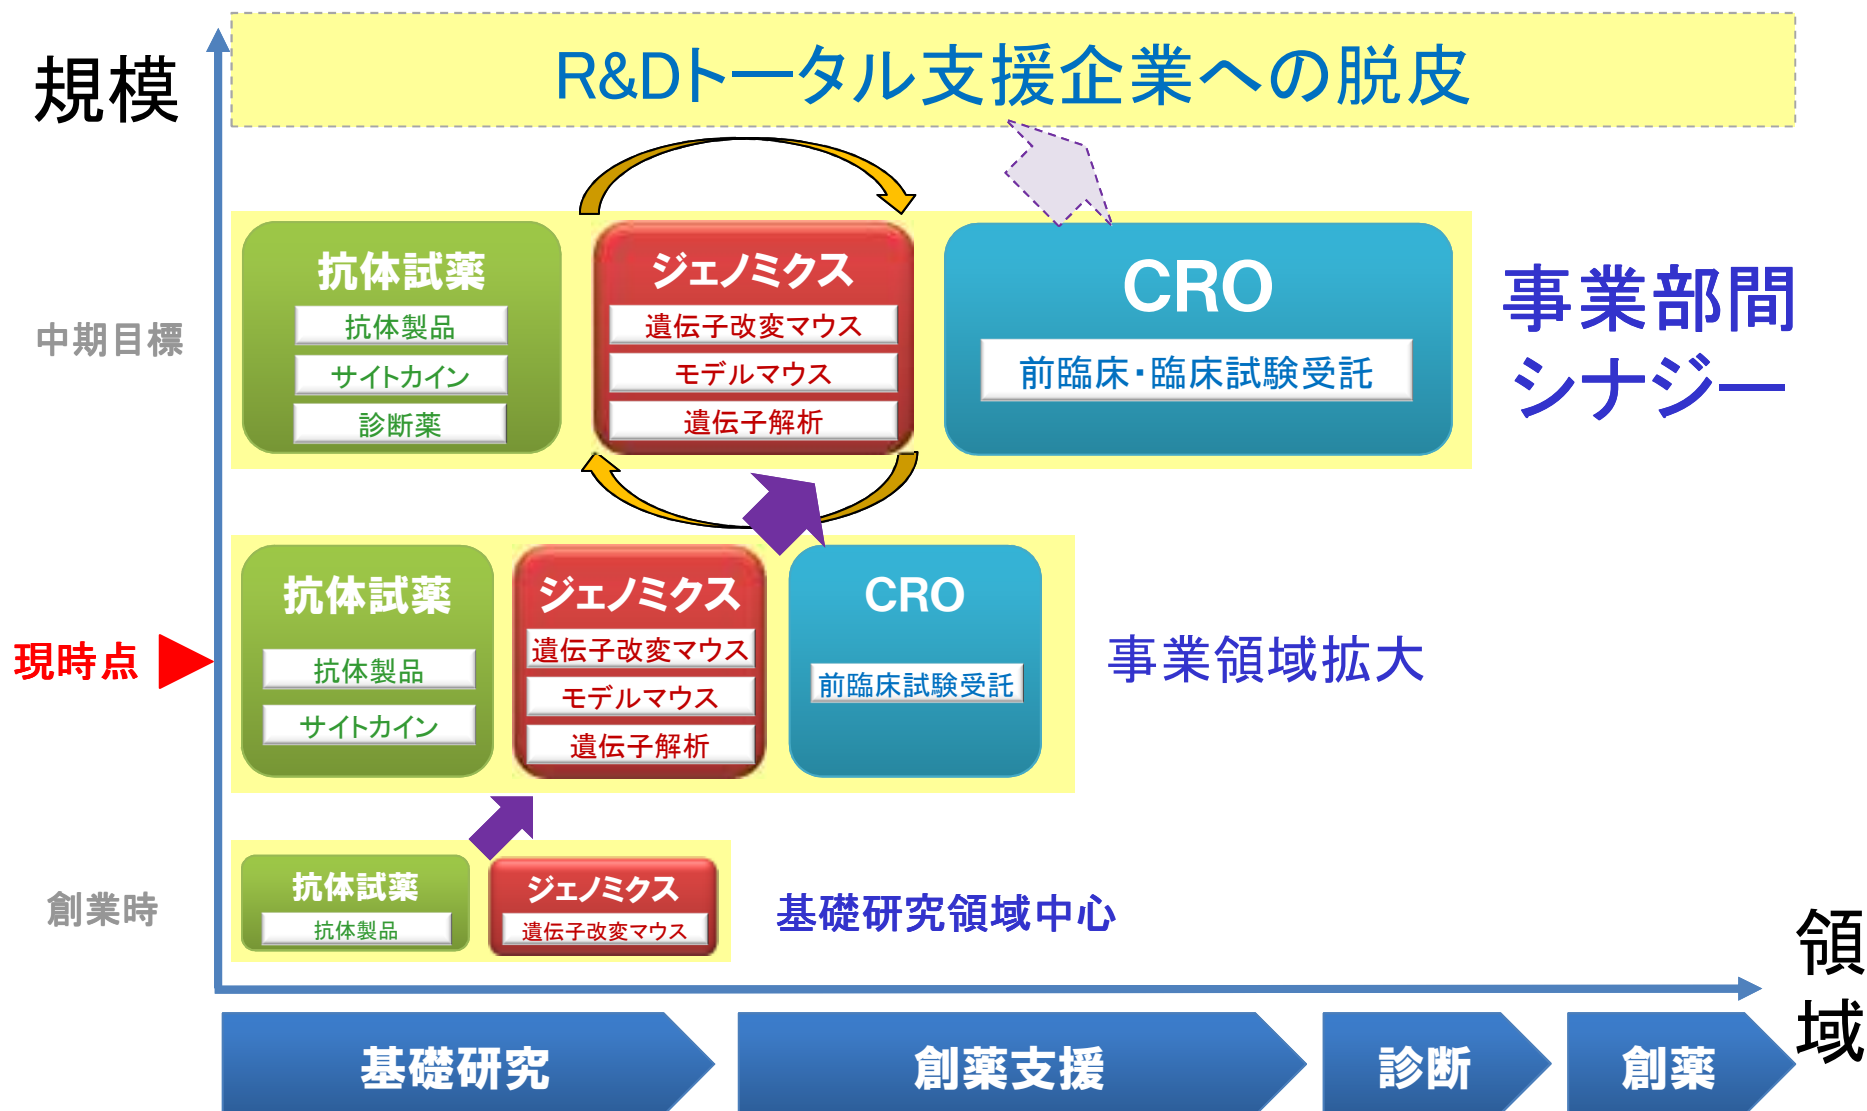 規模
R&Dトータル支援企業への脱皮
中期目標
抗体試薬
抗体製品
サイトカイン
診断薬
ジェノミクス
遺伝子改変マウス
モデルマウス
遺伝子解析
CRO
前臨床・臨床試験受託
事業部間
シナジー
現時点
抗体試薬
抗体製品
サイトカイン
ジェノミクス
遺伝子改変マウス
モデルマウス
遺伝子解析
CRO
前臨床試験受託
事業領域拡大
創業時
抗体試薬
抗体製品
ジェノミクス
遺伝子改変マウス
基礎研究領域中心
領
域
基礎研究
創薬支援
診断
創薬